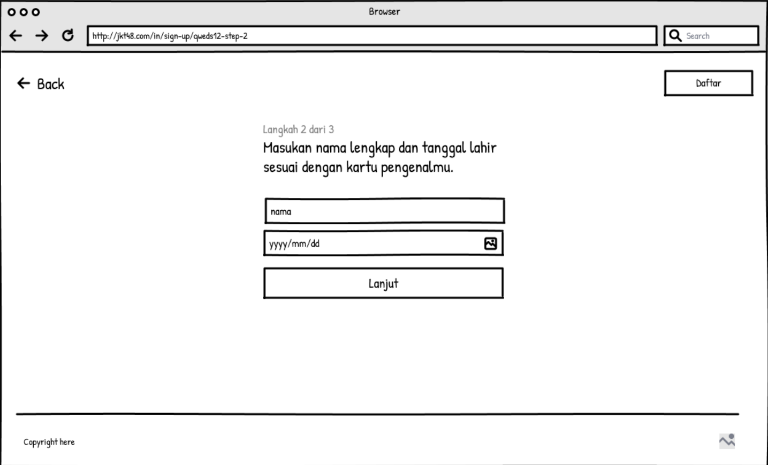 Browser
http://jkt48.com/in/sign-up/qweds12-step-2
Search
Back
Daftar
Langkah 2 dari 3
Masukan nama lengkap dan tanggal lahir
sesuai dengan kartu pengenalmu.
nama
yyyy/mm/dd
Lanjut
Copyright here